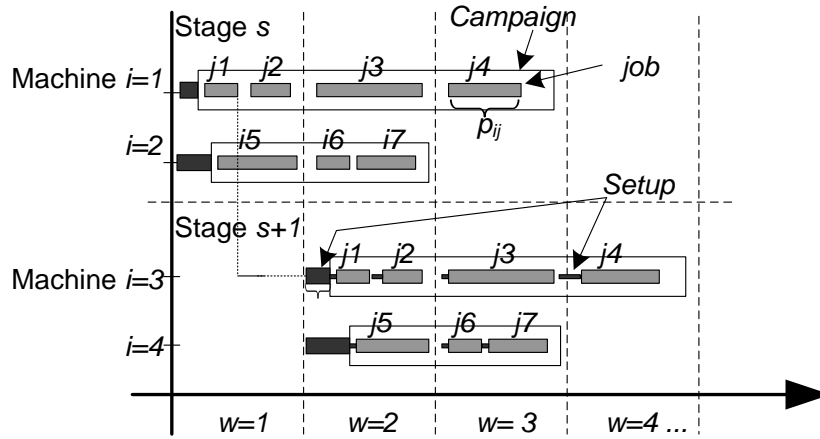 Stage s
Campaign
Machine i=1
j1 j2 j3 j4 job
p_ij
i=2
i5 i6 i7
Setup
Stage s+1
Machine i=3
j1 j2 j3 j4
i=4
j5 j6 j7
w=1 w=2 w= 3 w=4 ...